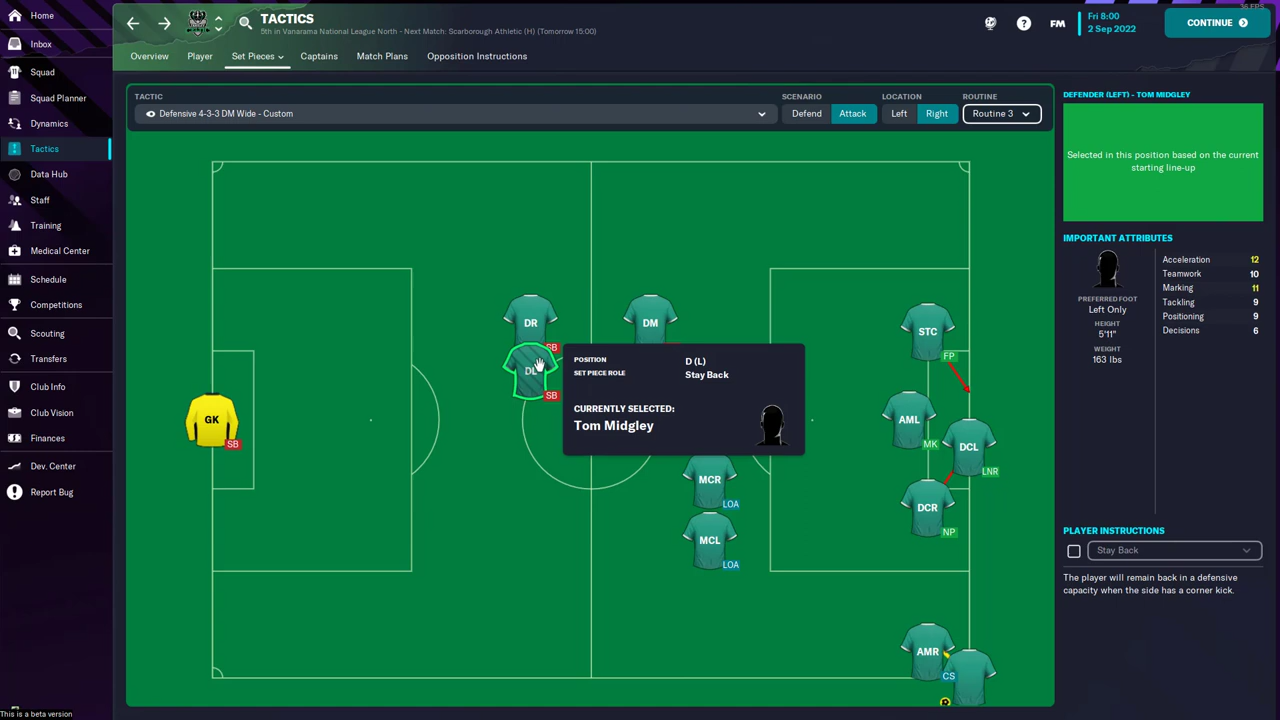 Home
Inbox
Squad
Squad Planner
Dynamics
Tactics
Data Hub
Staff
Training
Medical Center
Schedule
Competitions
Scouting
Transfers
Club Info
Club Vision
Finances
Dev. Center
Report Bug
This is a beta version
TACTICS
5th in Vanarama National League North - Next Match: Scarborough Athletic (H) (Tomorrow 15:00)
36 FPS
FM
Fri 8:00
2 Sep 2022
CONTINUE
Overview
Player
Set Pieces
Captains
Match Plans
Opposition Instructions
TACTIC
Defensive 4-3-3 DM Wide - Custom
SCENARIO
Defend
Attack
LOCATION
Left
Right
ROUTINE
Routine 3
GK
SB
DR
SB
DL
SB
DM
STC
FP
AML
MK
DCL
LNR
DCR
NP
MCR
LOA
MCL
LOA
AMR
CS
POSITION
D (L)
SET PIECE ROLE
Stay Back
CURRENTLY SELECTED:
Tom Midgley
DEFENDER (LEFT) - TOM MIDGLEY
Selected in this position based on the current
starting line-up
IMPORTANT ATTRIBUTES
PREFERRED FOOT
Left Only
HEIGHT
5'11"
WEIGHT
163 lbs
Acceleration 12
Teamwork 10
Marking 11
Tackling 9
Positioning 9
Decisions 6
PLAYER INSTRUCTIONS
Stay Back
The player will remain back in a defensive
capacity when the side has a corner kick.